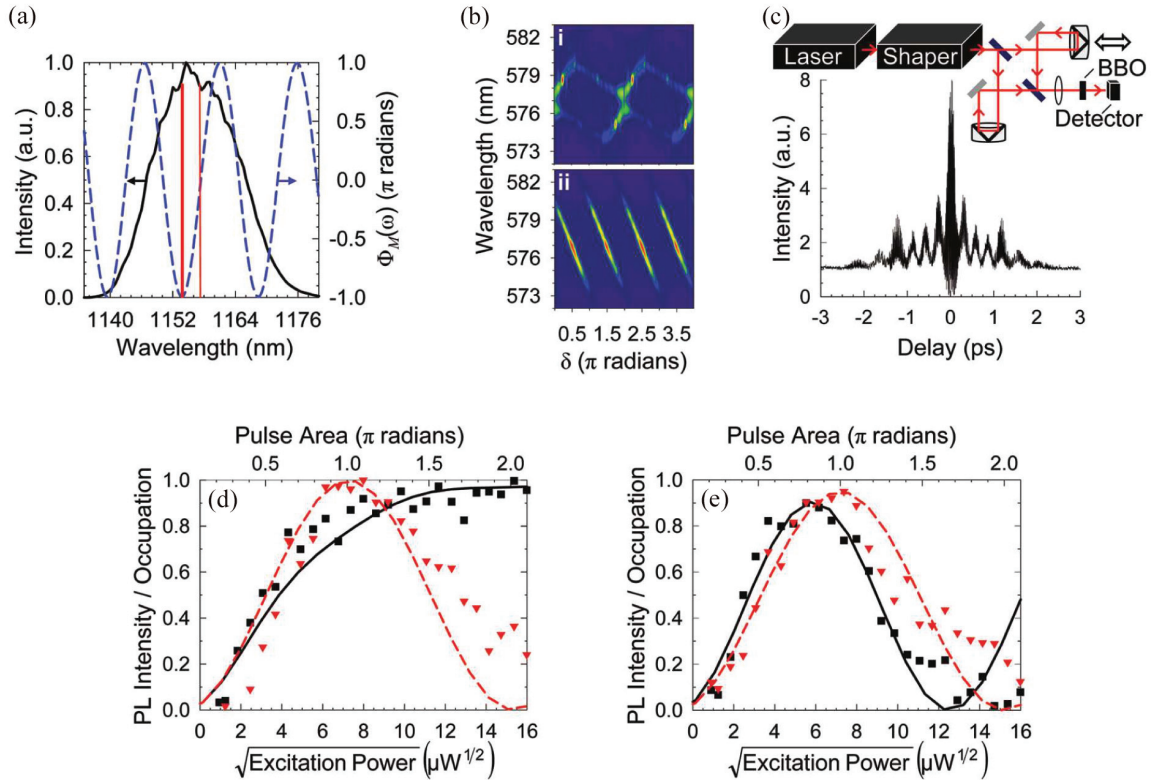 (a)
Intensity (a.u.)
1.0
0.8
0.6
0.4
0.2
0.0
1140 1152 1164 1176
Wavelength (nm)
1.0
0.5
0.0
-0.5
-1.0
Φ_M(ω) (π radians)
(b)
Wavelength (nm)
583
579
576
572
i
582
579
576
573
ii
0.5 1.5 2.5 3.5
δ (π radians)
(c)
Laser
Shaper
BBO
Detector
Intensity (a.u.)
8
6
4
2
0
-3 -2 -1 0 1 2 3
Delay (ps)
Pulse Area (π radians)
0.5 1.0 1.5 2.0
(d)
PL Intensity / Occupation
1.0
0.8
0.6
0.4
0.2
0.0
0 2 4 6 8 10 12 14 16
√Excitation Power (μW^1/2)
Pulse Area (π radians)
0.5 1.0 1.5 2.0
(e)
PL Intensity / Occupation
1.0
0.8
0.6
0.4
0.2
0.0
0 2 4 6 8 10 12 14 16
√Excitation Power (μW^1/2)